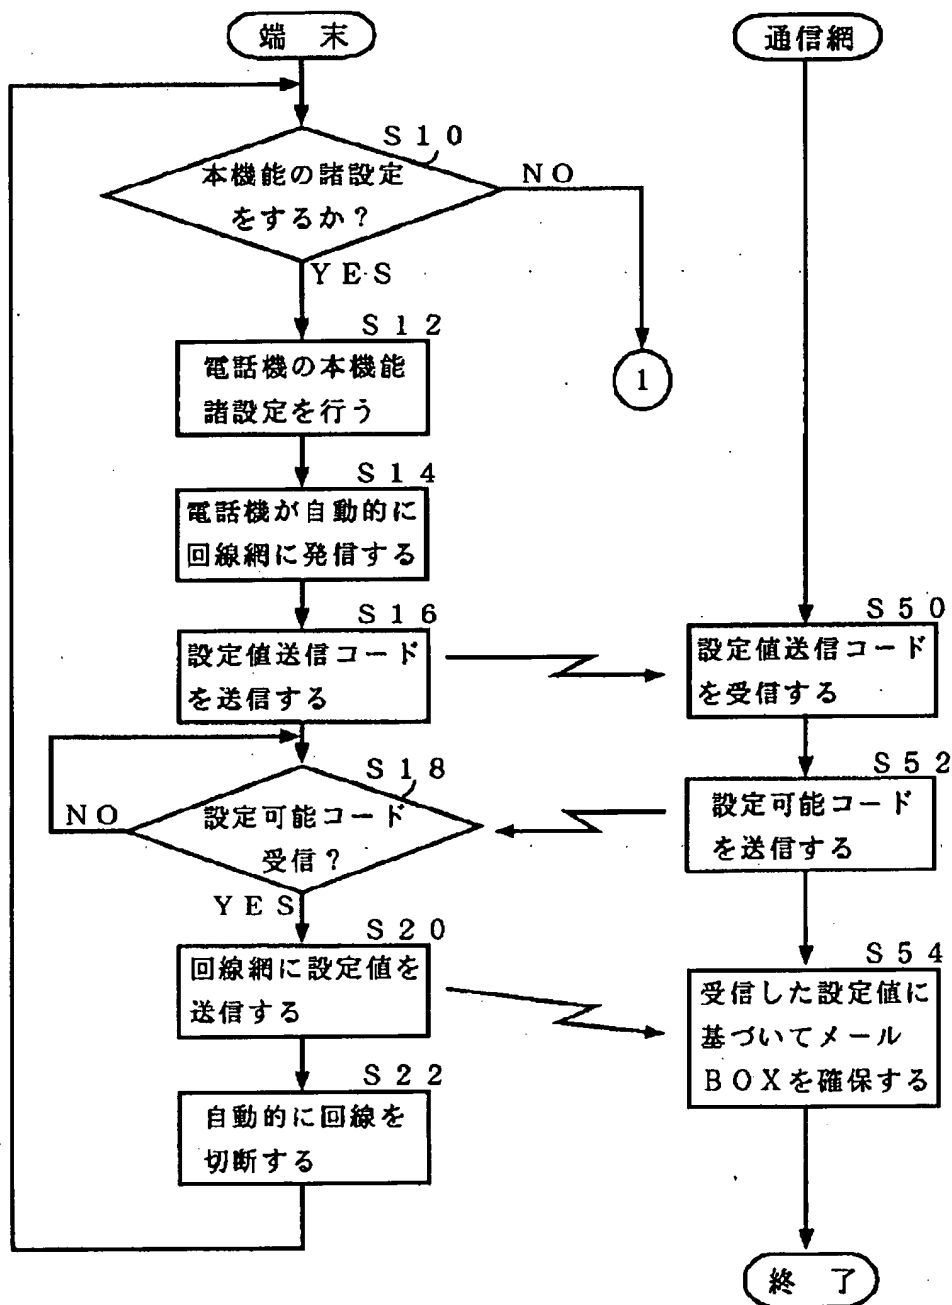 端 末
通信網
S10
本機能の諸設定
をするか？
NO
YES
S12
電話機の本機能
諸設定を行う
1
S14
電話機が自動的に
回線網に発信する
S16
設定値送信コード
を送信する
S50
設定値送信コード
を受信する
S18
設定可能コード
受信？
NO
YES
S52
設定可能コード
を送信する
S20
回線網に設定値を
送信する
S54
受信した設定値に
基づいてメール
BOXを確保する
S22
自動的に回線を
切断する
終 了